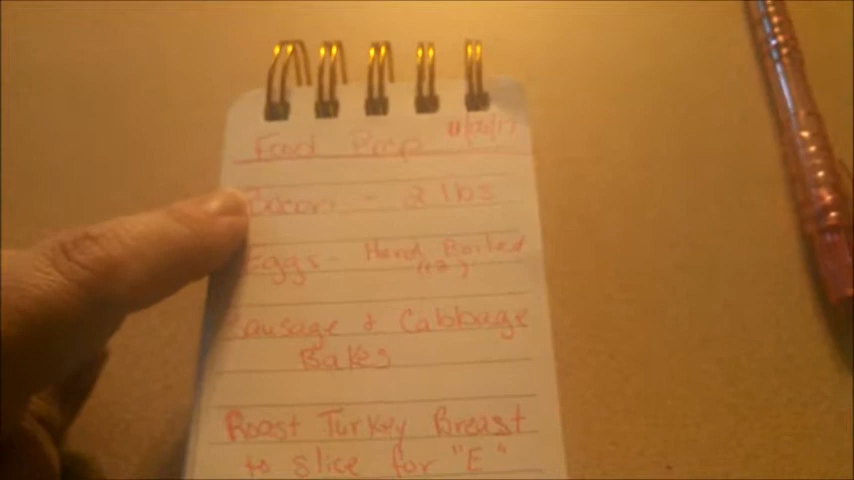 Food Prep
Bacon - 2 lbs
Eggs - Hard Boiled
Sausage & Cabbage
Bakes
Roast Turkey Breast
to slice for "E"